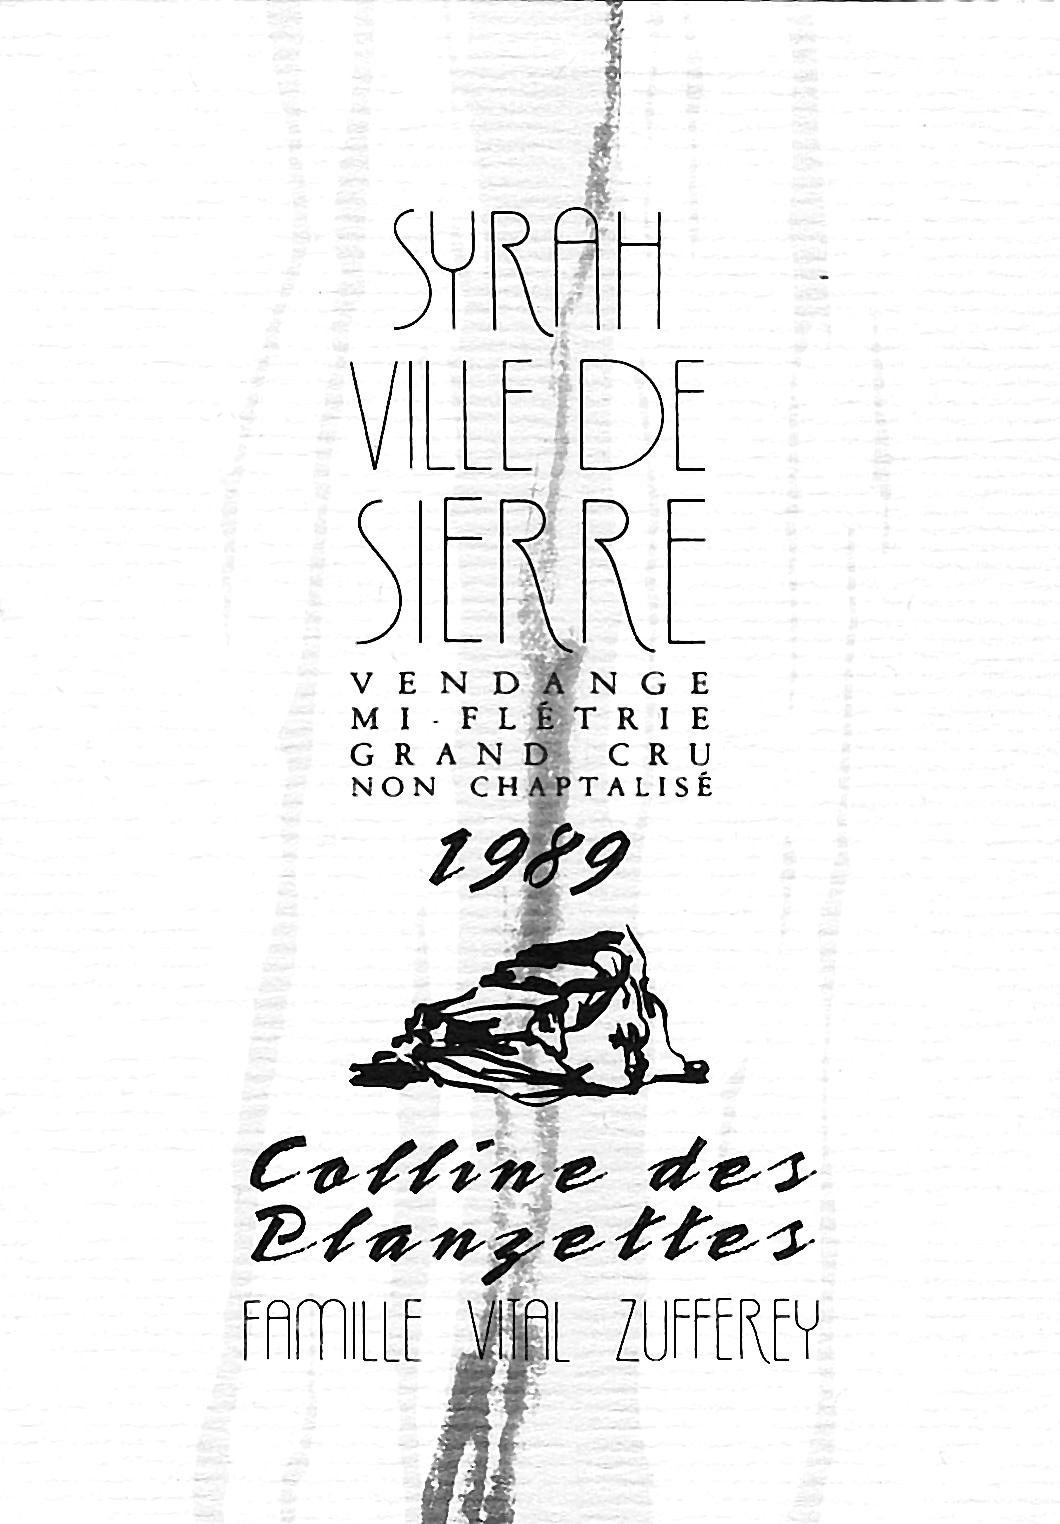 SYRAH
VILLE DE
SIERRE
VENDANGE
MI-FLÉTRIE
GRAND CRU
NON CHAPTALISÉ
1989
Colline des
Planzettes
FAMILLE VITAL ZUFFEREY